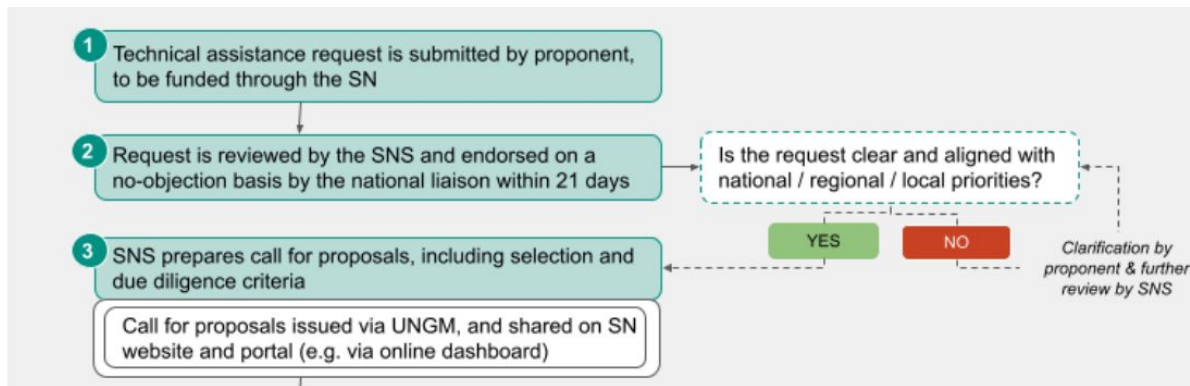 1
Technical assistance request is submitted by proponent,
to be funded through the SN
2
Request is reviewed by the SNS and endorsed on a
no-objection basis by the national liaison within 21 days
Is the request clear and aligned with
national / regional / local priorities?
YES
NO
Clarification by
proponent & further
review by SNS
3
SNS prepares call for proposals, including selection and
due diligence criteria
Call for proposals issued via UNGM, and shared on SN
website and portal (e.g. via online dashboard)